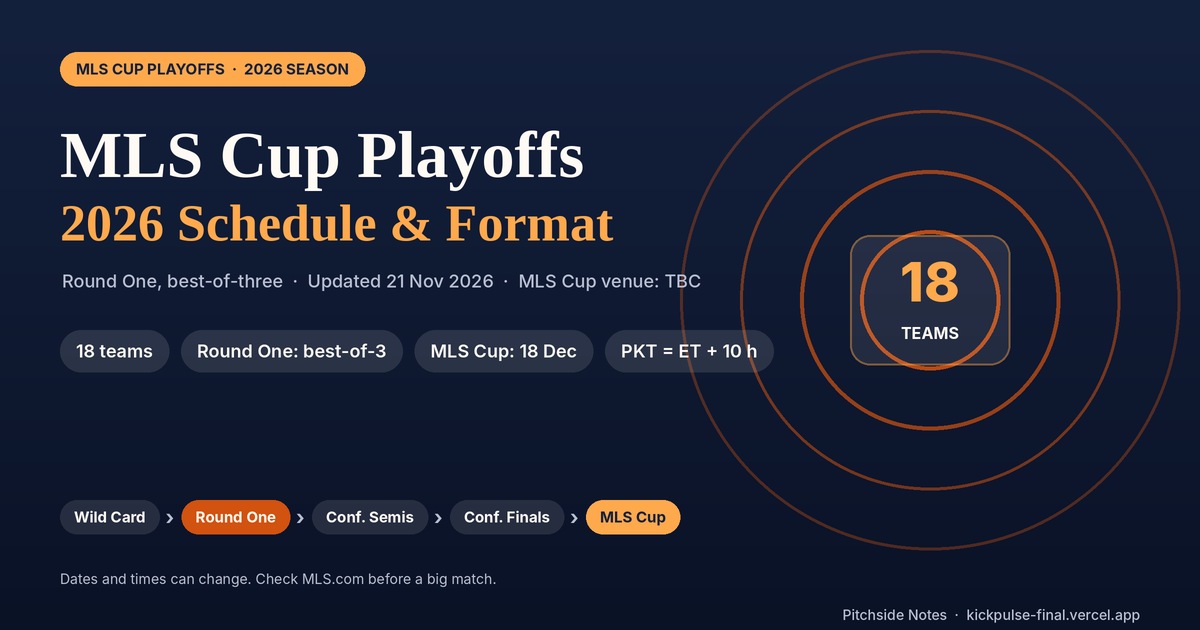 MLS CUP PLAYOFFS · 2026 SEASON
MLS Cup Playoffs
2026 Schedule & Format
Round One, best-of-three · Updated 21 Nov 2026 · MLS Cup venue: TBC
18 teams
Round One: best-of-3
MLS Cup: 18 Dec
PKT = ET + 10 h
18
TEAMS
Wild Card › Round One › Conf. Semis › Conf. Finals › MLS Cup
Dates and times can change. Check MLS.com before a big match.
Pitchside Notes · kickpulse-final.vercel.app